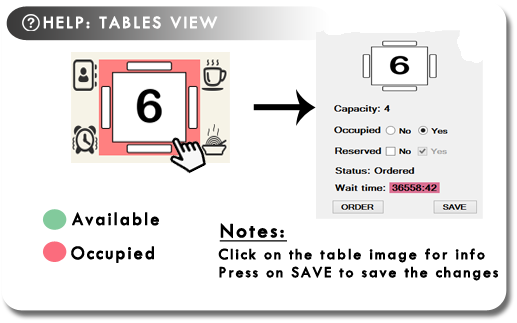 ?HELP: TABLES VIEW
6
6
Capacity: 4
Occupied No Yes
Reserved No Yes
Status: Ordered
Wait time: 36558:42
ORDER SAVE
Available
Occupied
Notes:
Click on the table image for info
Press on SAVE to save the changes